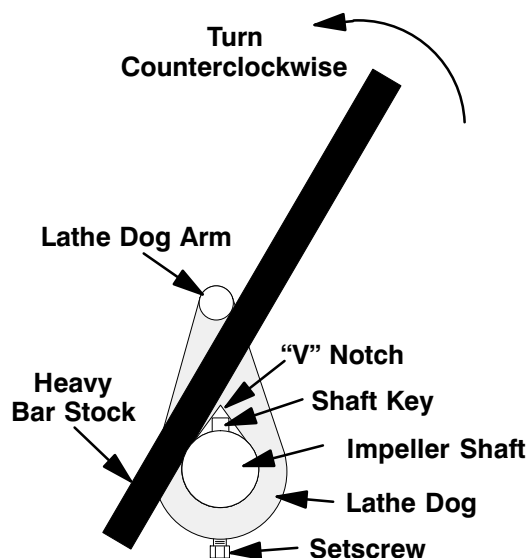 Turn
Counterclockwise
Lathe Dog Arm
“V” Notch
Heavy
Bar Stock
Shaft Key
Impeller Shaft
Lathe Dog
Setscrew